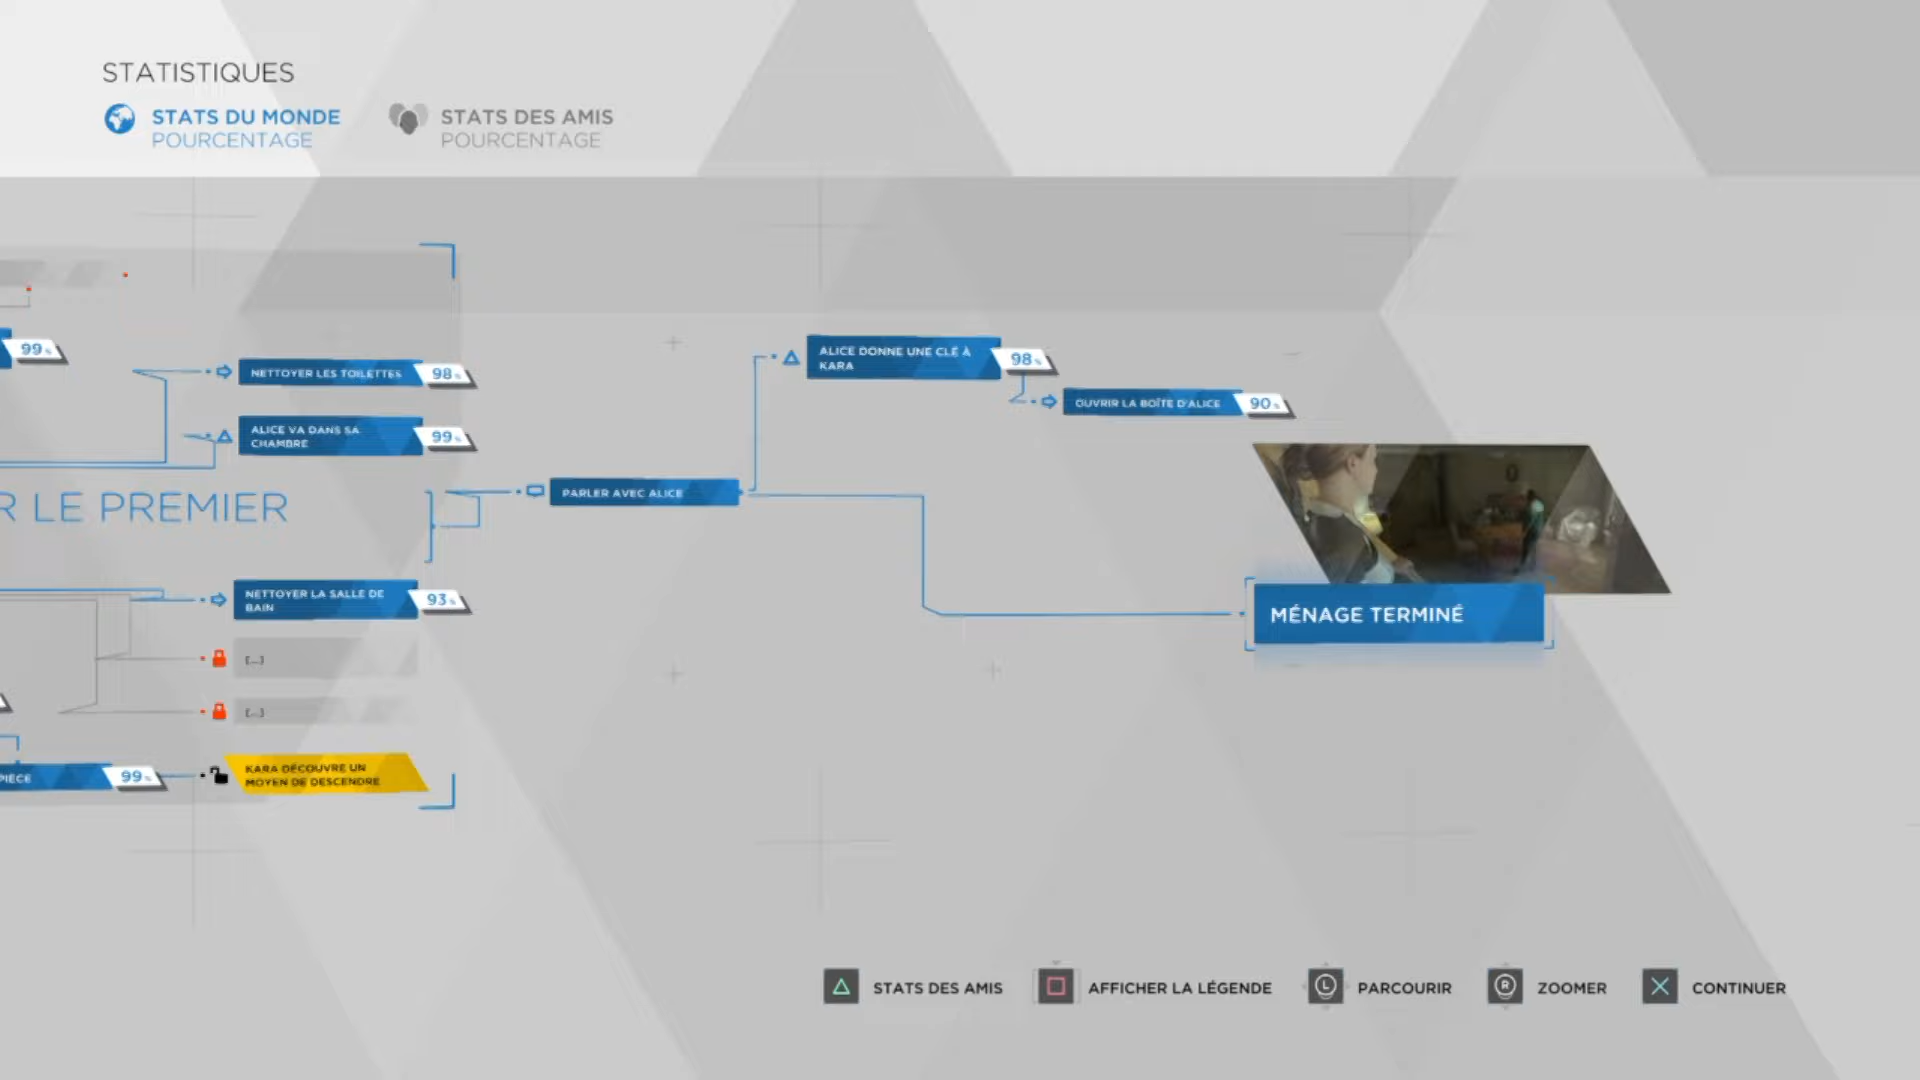 STATISTIQUES
STATS DU MONDE
POURCENTAGE
STATS DES AMIS
POURCENTAGE
99%
NETTOYER LES TOILETTES 98%
ALICE VA DANS SA
CHAMBRE
99%
R LE PREMIER
ALICE DONNE UNE CLÉ À
KARA
98%
OUVRIR LA BOÎTE D'ALICE 90%
PARLER AVEC ALICE
MÉNAGE TERMINÉ
NETTOYER LA SALLE DE
BAIN
93%
[...]
[...]
PIÈCE 99%
KARA DÉCOUVRE UN
MOYEN DE DESCENDRE
STATS DES AMIS
AFFICHER LA LÉGENDE
L PARCOURIR
R ZOOMER
CONTINUER